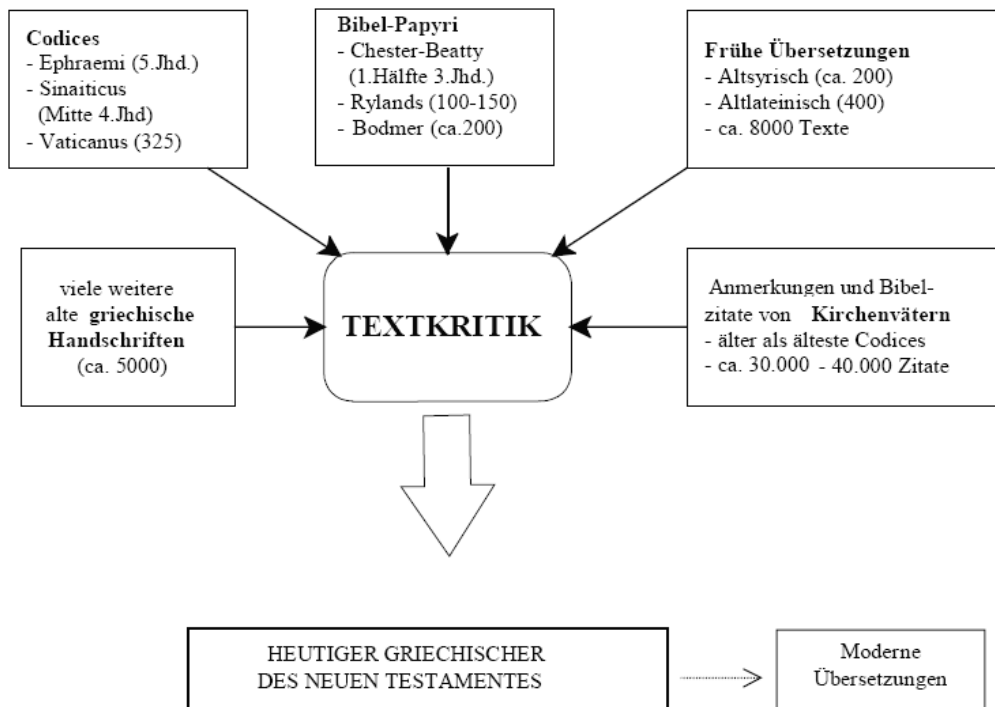 Codices
- Ephraemi (5.Jhd.)
- Sinaiticus
(Mitte 4.Jhd)
- Vaticanus (325)
Bibel-Papyri
- Chester-Beatty
(1.Hälfte 3.Jhd.)
- Rylands (100-150)
- Bodmer (ca.200)
Frühe Übersetzungen
- Altsyrisch (ca. 200)
- Altlateinisch (400)
- ca. 8000 Texte
viele weitere
alte griechische
Handschriften
(ca. 5000)
TEXTKRITIK
Anmerkungen und Bibel-
zitate von Kirchenvätern
- älter als älteste Codices
- ca. 30.000 - 40.000 Zitate
HEUTIGER GRIECHISCHER
DES NEUEN TESTAMENTES
Moderne
Übersetzungen